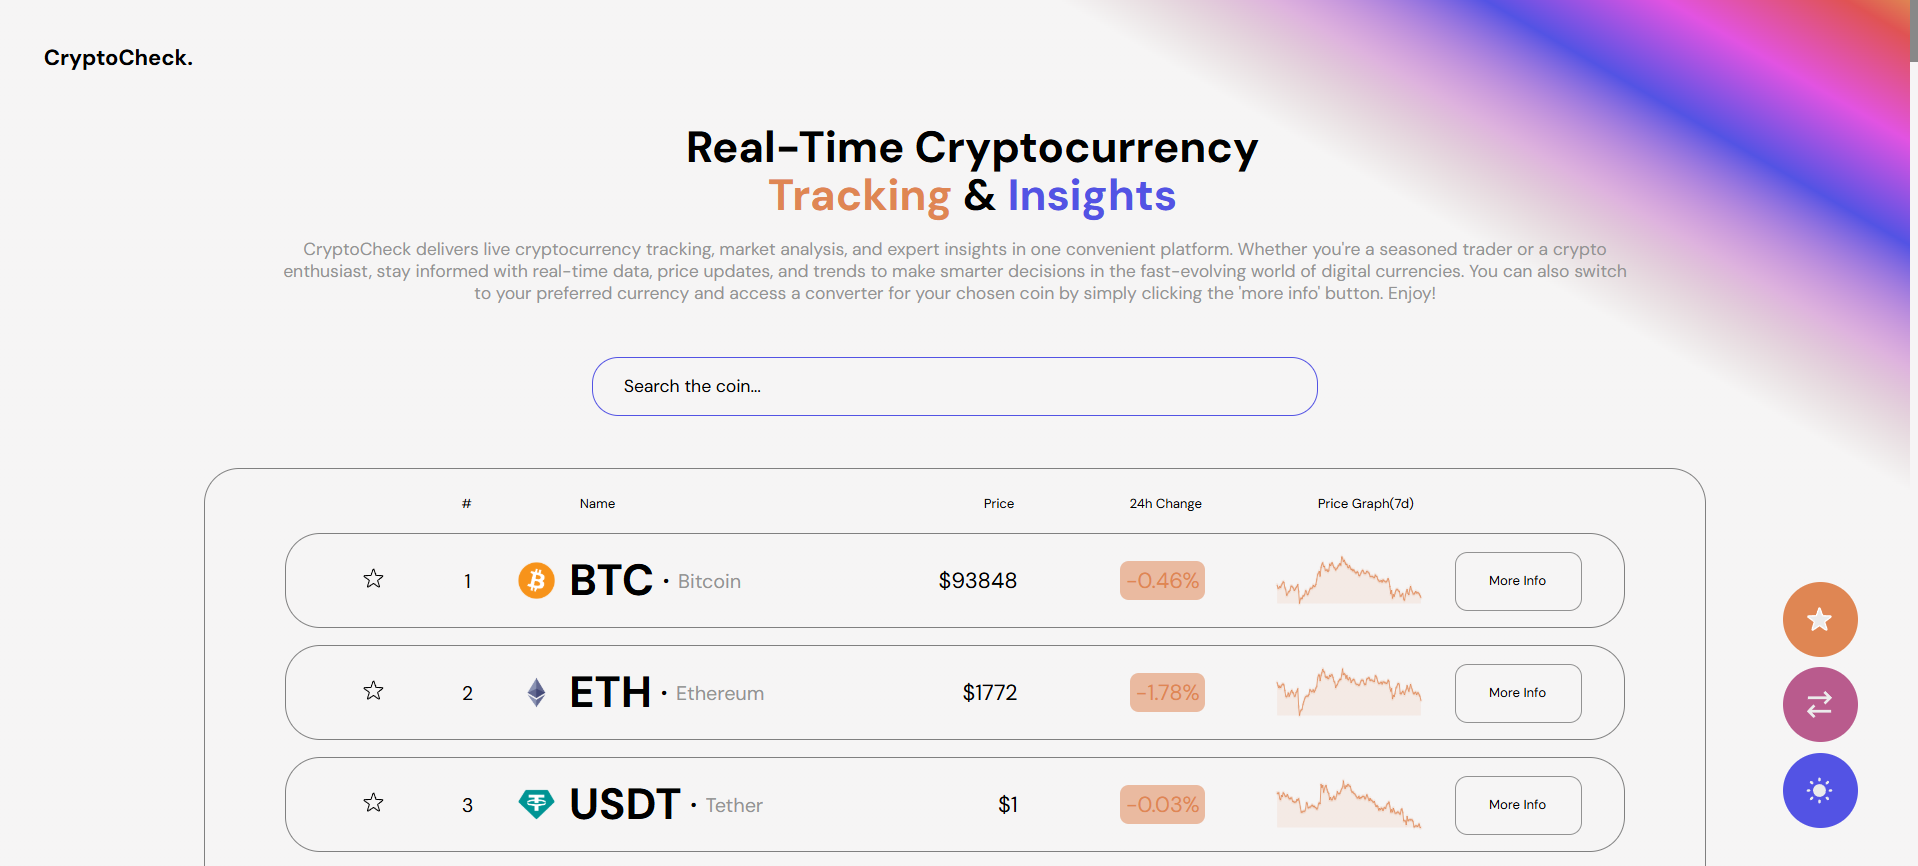 CryptoCheck.
Real-Time Cryptocurrency
Tracking & Insights
CryptoCheck delivers live cryptocurrency tracking, market analysis, and expert insights in one convenient platform. Whether you're a seasoned trader or a crypto
enthusiast, stay informed with real-time data, price updates, and trends to make smarter decisions in the fast-evolving world of digital currencies. You can also switch
to your preferred currency and access a converter for your chosen coin by simply clicking the 'more info' button. Enjoy!
Search the coin...
# Name Price 24h Change Price Graph(7d)
1 BTC · Bitcoin $93848 -0.46% More Info
2 ETH · Ethereum $1772 -1.78% More Info
3 USDT · Tether $1 -0.03% More Info